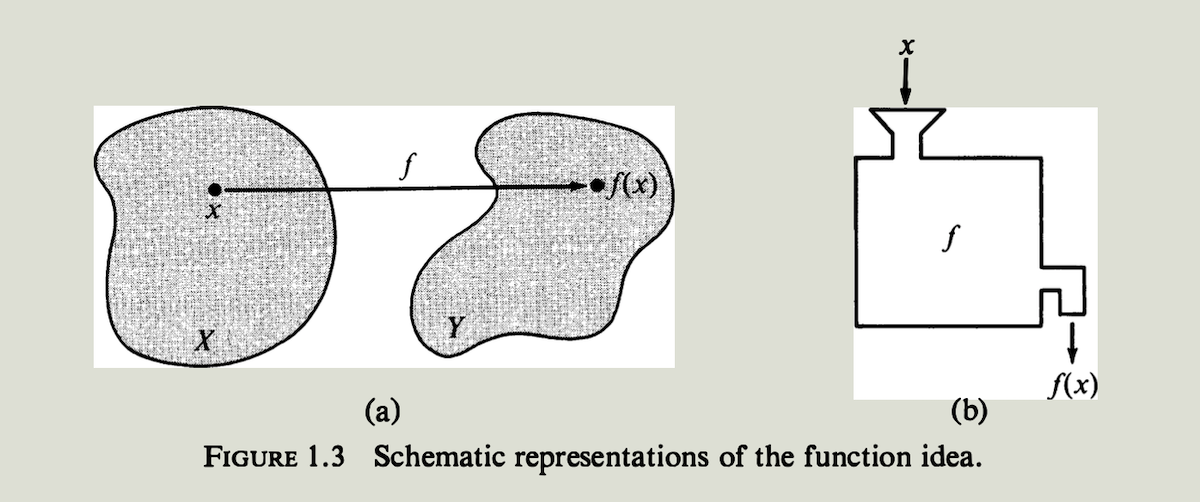 x
f
x
f(x)
X
Y
f
f(x)
(a)
(b)
FIGURE 1.3 Schematic representations of the function idea.